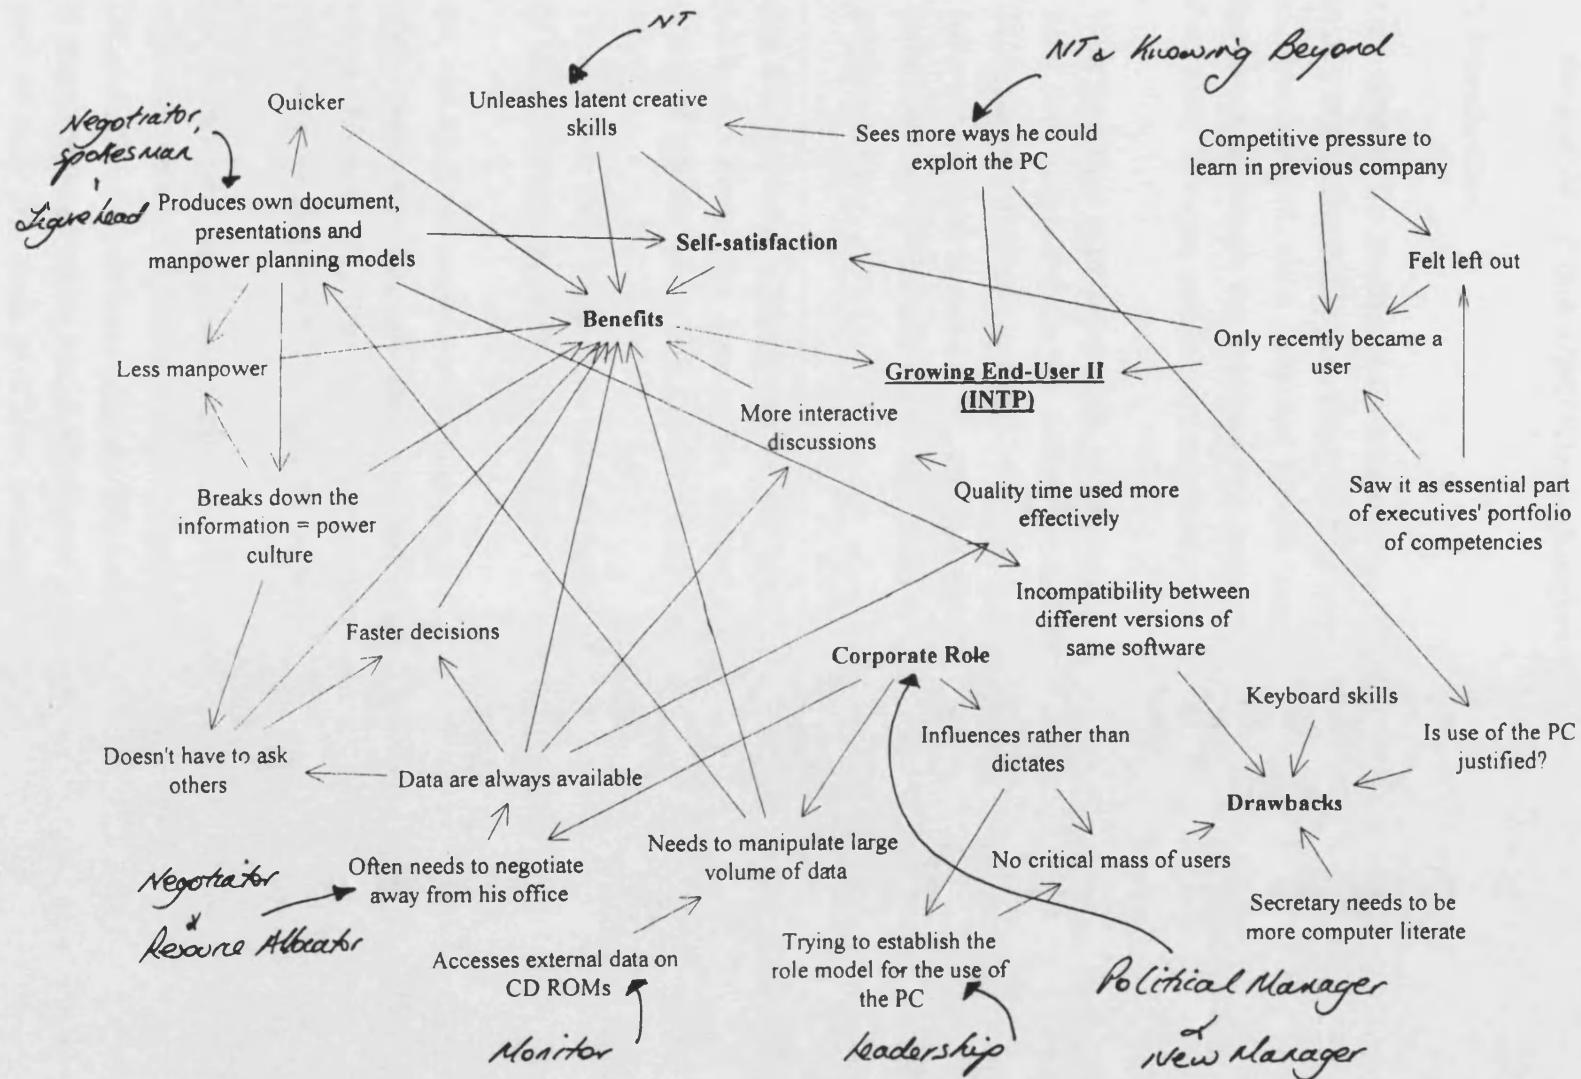 NT
NT & Knowing Beyond
Quicker
Unleashes latent creative
skills
Sees more ways he could
exploit the PC
Competitive pressure to
learn in previous company
Negotiator,
spokesman
Figurehead
Produces own document,
presentations and
manpower planning models
Self-satisfaction
Felt left out
Benefits
Only recently became a
user
Less manpower
Growing End-User II
(INTP)
More interactive
discussions
Breaks down the
information = power
culture
Quality time used more
effectively
Saw it as essential part
of executives' portfolio
of competencies
Incompatibility between
different versions of
same software
Faster decisions
Corporate Role
Keyboard skills
Influences rather than
dictates
Is use of the PC
justified?
Doesn't have to ask
others
Data are always available
Drawbacks
Needs to manipulate large
volume of data
No critical mass of users
Often needs to negotiate
away from his office
Negotiator
&
Resource Allocator
Secretary needs to be
more computer literate
Accesses external data on
CD ROMs
Trying to establish the
role model for the use of
the PC
Political Manager
&
New Manager
Monitor
Leadership